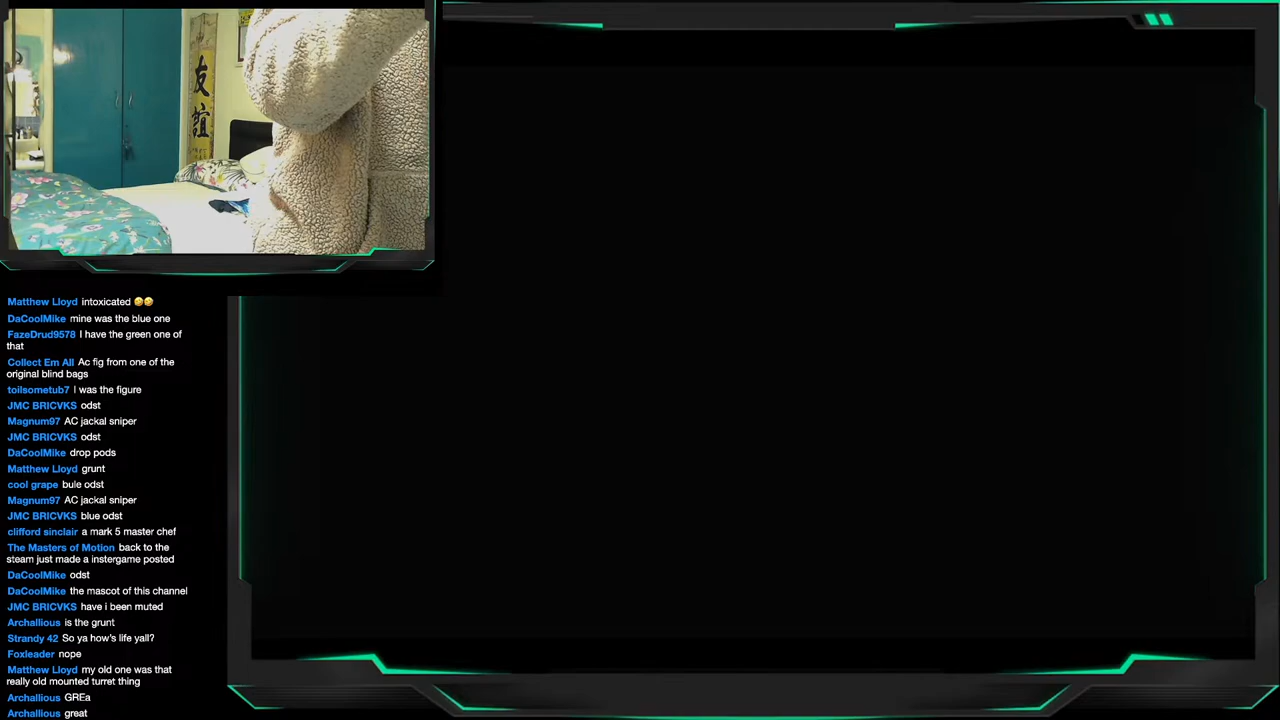 友
誼
Matthew Lloyd intoxicated 🤣🤣
DaCoolMike mine was the blue one
FazeDrud9578 I have the green one of
that
Collect Em All Ac fig from one of the
original blind bags
toilsometub7 I was the figure
JMC BRICVKS odst
Magnum97 AC jackal sniper
JMC BRICVKS odst
DaCoolMike drop pods
Matthew Lloyd grunt
cool grape bule odst
Magnum97 AC jackal sniper
JMC BRICVKS blue odst
clifford sinclair a mark 5 master chef
The Masters of Motion back to the
steam just made a instergame posted
DaCoolMike odst
DaCoolMike the mascot of this channel
JMC BRICVKS have i been muted
Archallious is the grunt
Strandy 42 So ya how's life yall?
Foxleader nope
Matthew Lloyd my old one was that
really old mounted turret thing
Archallious GREa
Archallious great